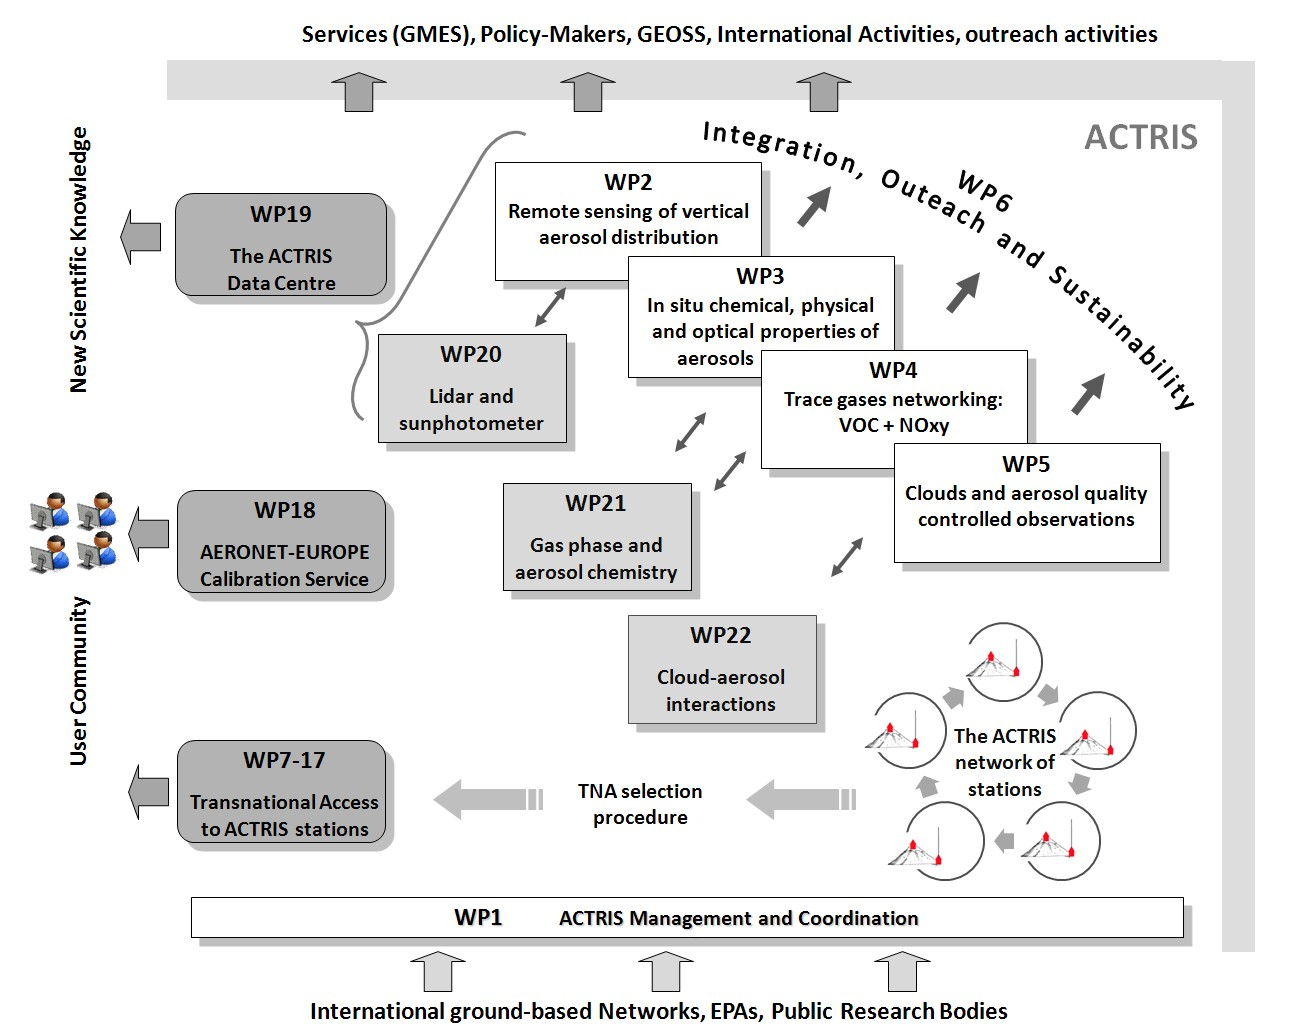 Services (GMES), Policy-Makers, GEOSS, International Activities, outreach activities
ACTRIS
Integration, Outeach and Sustainability
WP6
New Scientific Knowledge
WP19
The ACTRIS
Data Centre
WP2
Remote sensing of vertical
aerosol distribution
WP3
In situ chemical, physical
and optical properties of
aerosols
WP20
Lidar and
sunphotometer
WP4
Trace gases networking:
VOC + NOxy
WP5
Clouds and aerosol quality
controlled observations
WP18
AERONET-EUROPE
Calibration Service
WP21
Gas phase and
aerosol chemistry
User Community
WP22
Cloud-aerosol
interactions
WP7-17
Transnational Access
to ACTRIS stations
TNA selection
procedure
The ACTRIS
network of
stations
WP1 ACTRIS Management and Coordination
International ground-based Networks, EPAs, Public Research Bodies